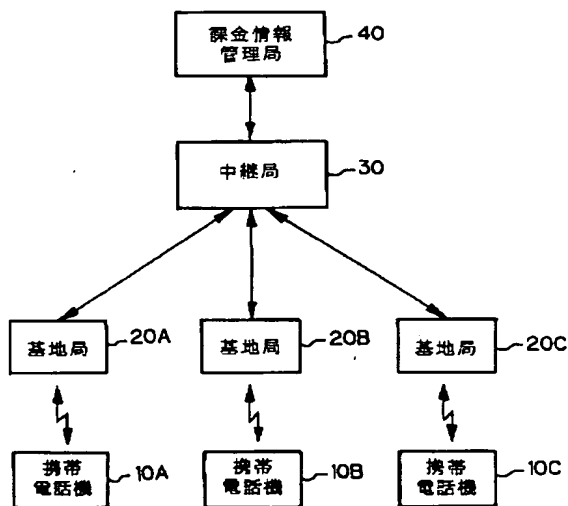 課金情報
管理局
40
中継局
30
基地局
20A
基地局
20B
基地局
20C
携帯
電話機
10A
携帯
電話機
10B
携帯
電話機
10C